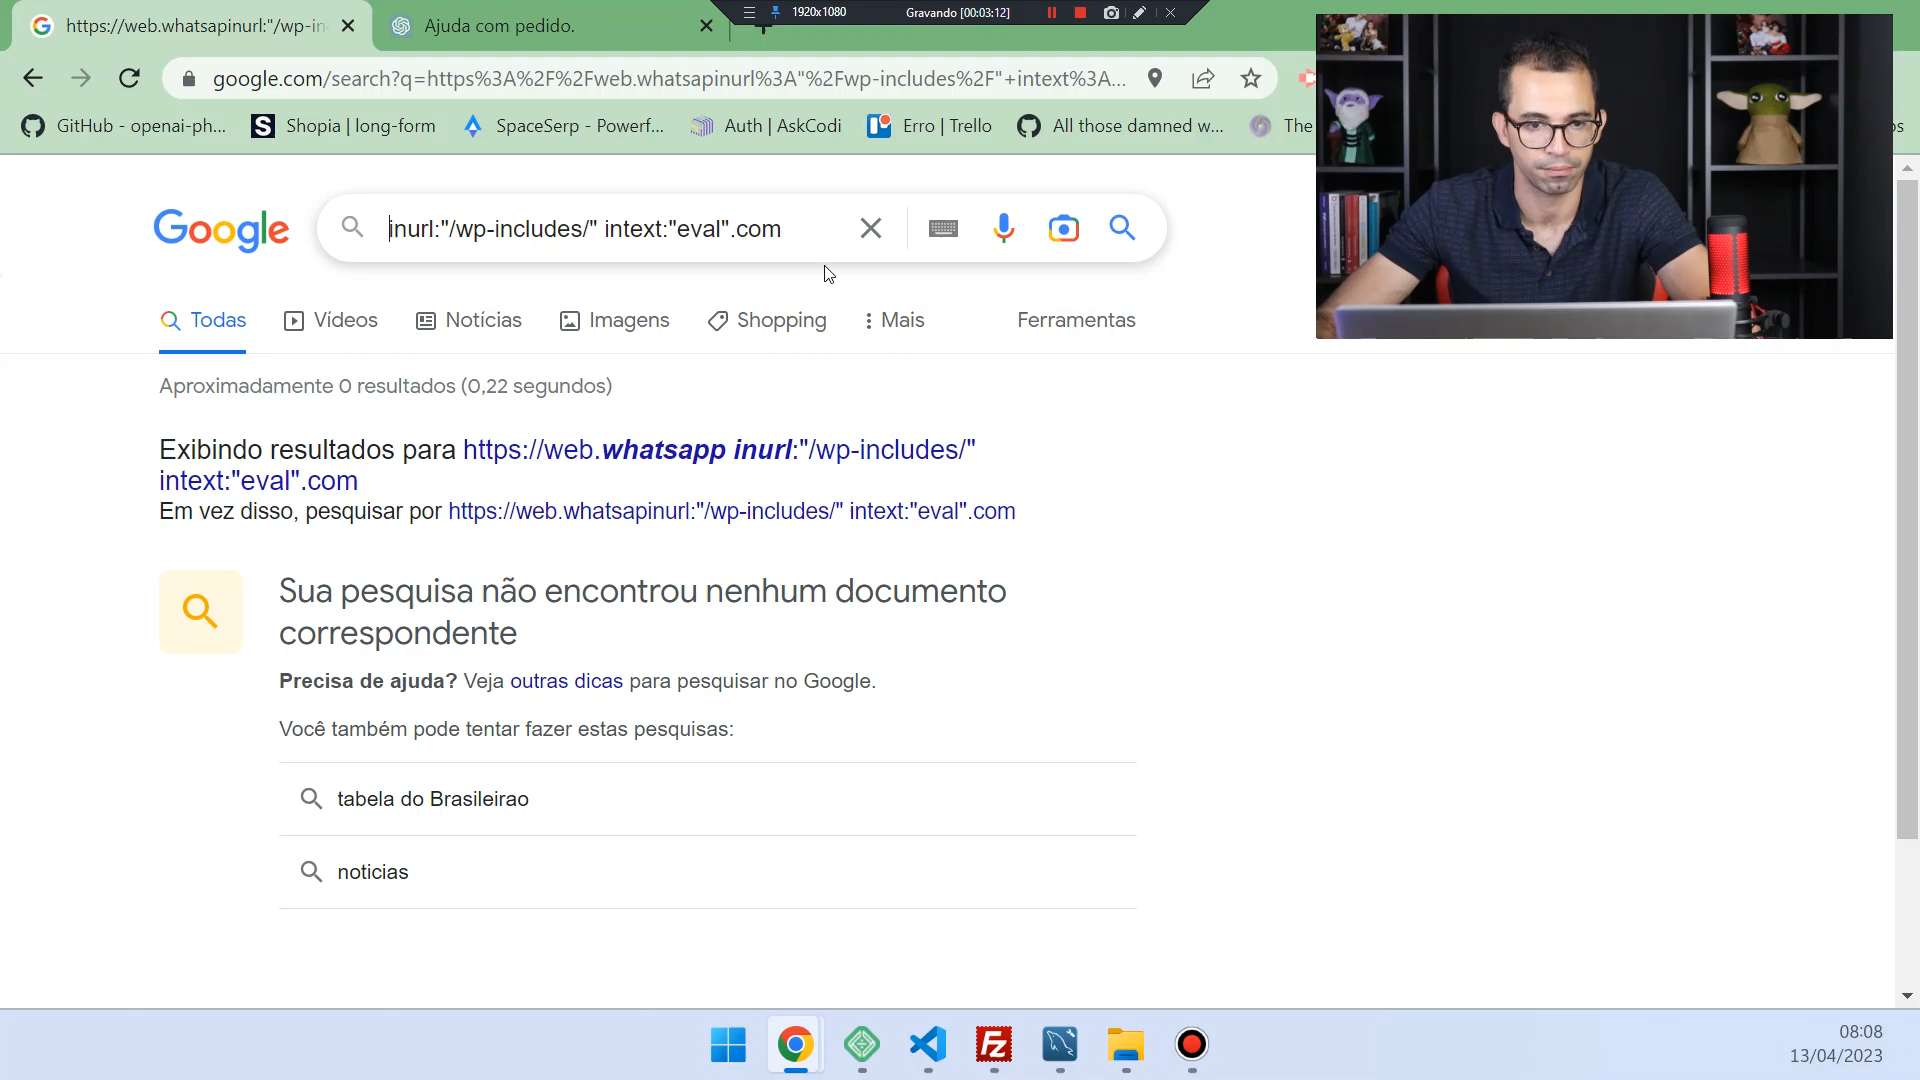 1920x1080
Gravando [00:03:12]
https://web.whatsapinurl:"/wp-in
Ajuda com pedido.
google.com/search?q=https%3A%2F%2Fweb.whatsapinurl%3A"%2Fwp-includes%2F"+intext%3A...
GitHub - openai-ph...
Shopia | long-form
SpaceSerp - Powerf...
Auth | AskCodi
Erro | Trello
All those damned w...
The
os
Google
inurl:"/wp-includes/" intext:"eval".com
Todas
Vídeos
Notícias
Imagens
Shopping
Mais
Ferramentas
Aproximadamente 0 resultados (0,22 segundos)
Exibindo resultados para https://web.whatsapp inurl:"/wp-includes/"
intext:"eval".com
Em vez disso, pesquisar por https://web.whatsapinurl:"/wp-includes/" intext:"eval".com
Sua pesquisa não encontrou nenhum documento
correspondente
Precisa de ajuda? Veja outras dicas para pesquisar no Google.
Você também pode tentar fazer estas pesquisas:
tabela do Brasileirao
noticias
Fz
08:08
13/04/2023